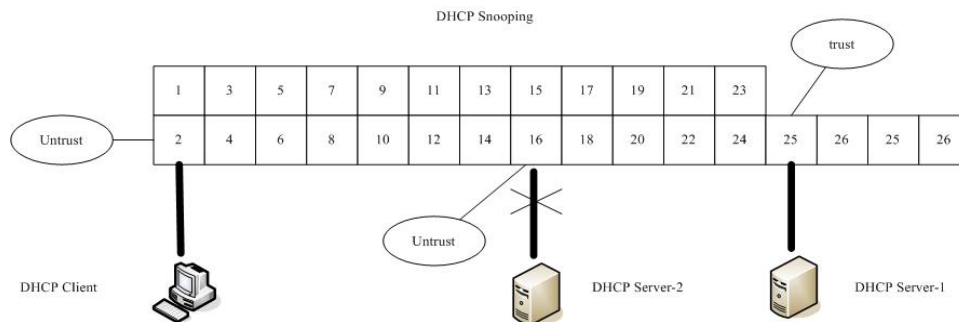 DHCP Snooping
trust
1 3 5 7 9 11 13 15 17 19 21 23
Untrust
2 4 6 8 10 12 14 16 18 20 22 24 25 26 25 26
Untrust
DHCP Client
DHCP Server-2
DHCP Server-1